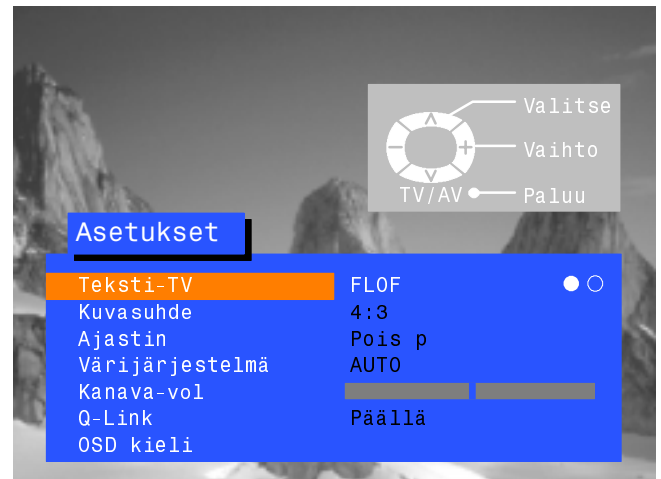 Valitse
Vaihto
TV/AV Paluu
Asetukset
Teksti-TV FLOF
Kuvasuhde 4:3
Ajastin Pois p
Värijärjestelmä AUTO
Kanava-vol
Q-Link Päällä
OSD kieli